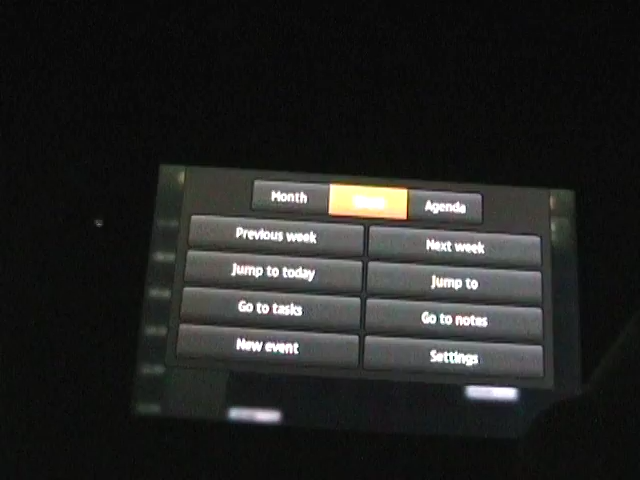 Month Agenda
Previous week Next week
Jump to today Jump to
Go to tasks Go to notes
New event Settings